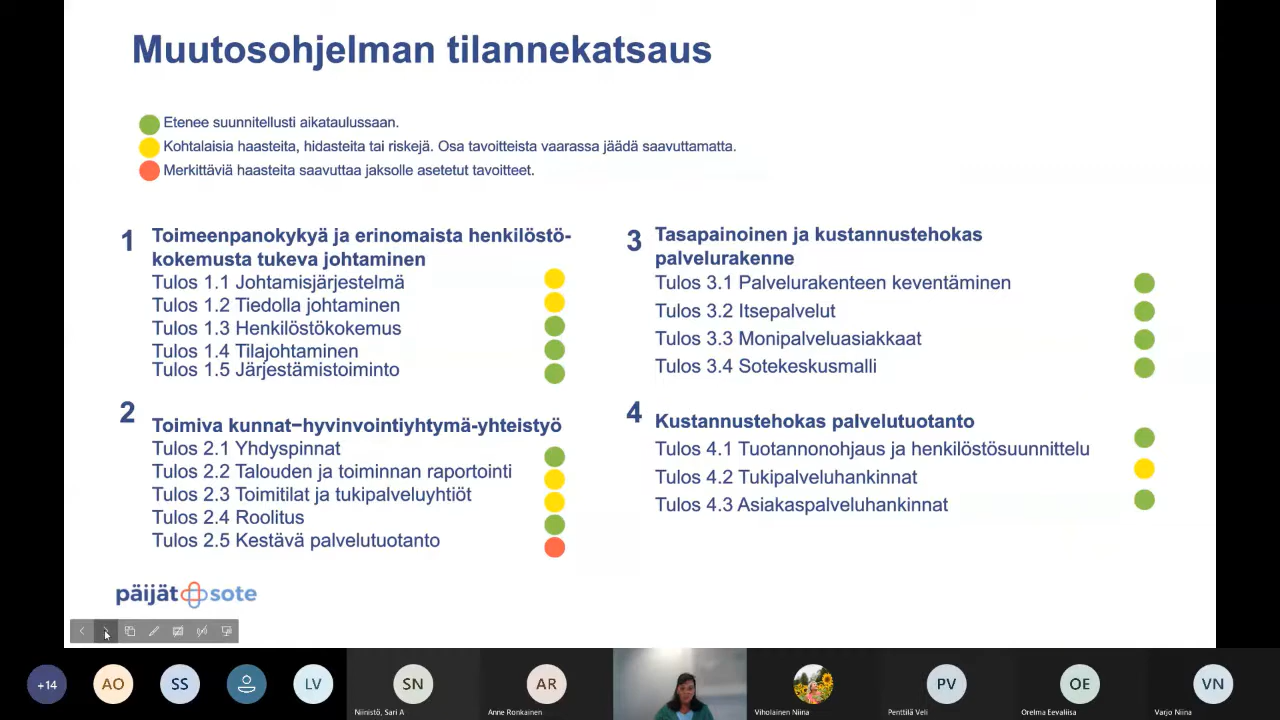 Muutosohjelman tilannekatsaus
Etenee suunnitellusti aikataulussaan.
Kohtalaisia haasteita, hidasteita tai riskejä. Osa tavoitteista vaarassa jäädä saavuttamatta.
Merkittäviä haasteita saavuttaa jaksolle asetetut tavoitteet.
1 Toimeenpanokykyä ja erinomaista henkilöstö-
kokemusta tukeva johtaminen
Tulos 1.1 Johtamisjärjestelmä
Tulos 1.2 Tiedolla johtaminen
Tulos 1.3 Henkilöstökokemus
Tulos 1.4 Tilajohtaminen
Tulos 1.5 Järjestämistoiminto
2 Toimiva kunnat–hyvinvointiyhtymä-yhteistyö
Tulos 2.1 Yhdyspinnat
Tulos 2.2 Talouden ja toiminnan raportointi
Tulos 2.3 Toimitilat ja tukipalveluyhtiöt
Tulos 2.4 Roolitus
Tulos 2.5 Kestävä palvelutuotanto
3 Tasapainoinen ja kustannustehokas
palvelurakenne
Tulos 3.1 Palvelurakenteen keventäminen
Tulos 3.2 Itsepalvelut
Tulos 3.3 Monipalveluasiakkaat
Tulos 3.4 Sotekeskusmalli
4 Kustannustehokas palvelutuotanto
Tulos 4.1 Tuotannonohjaus ja henkilöstösuunnittelu
Tulos 4.2 Tukipalveluhankinnat
Tulos 4.3 Asiakaspalveluhankinnat
päijät sote
+14 AO SS LV SN AR PV OE VN
Niinistö, Sari A Anne Ronkainen Viholainen Niina Penttilä Veli Orelma Eevaliisa Varjo Niina